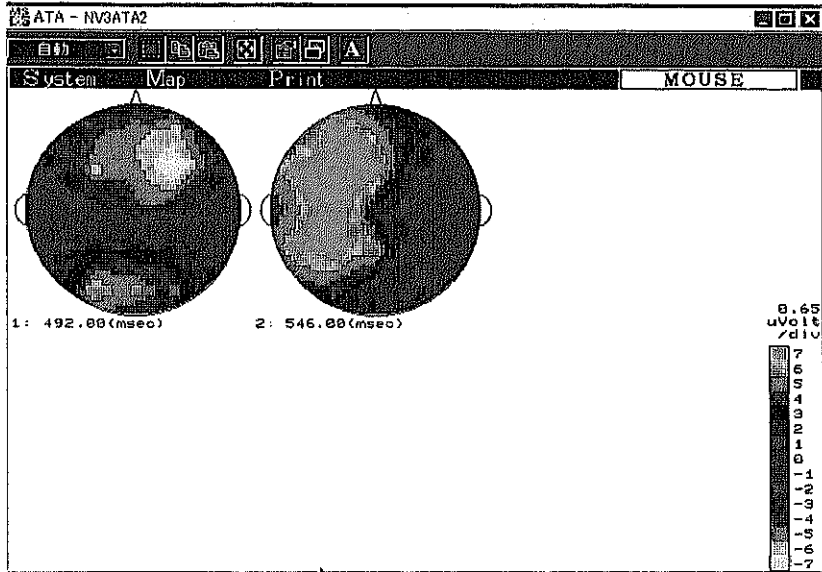 ATA - NV3ATA2
自動
A
System Map Print MOUSE
1: 492.00(msec)
2: 546.00(msec)
0.65
uVolt
/div
7
6
5
4
3
2
1
0
-1
-2
-3
-4
-5
-6
-7